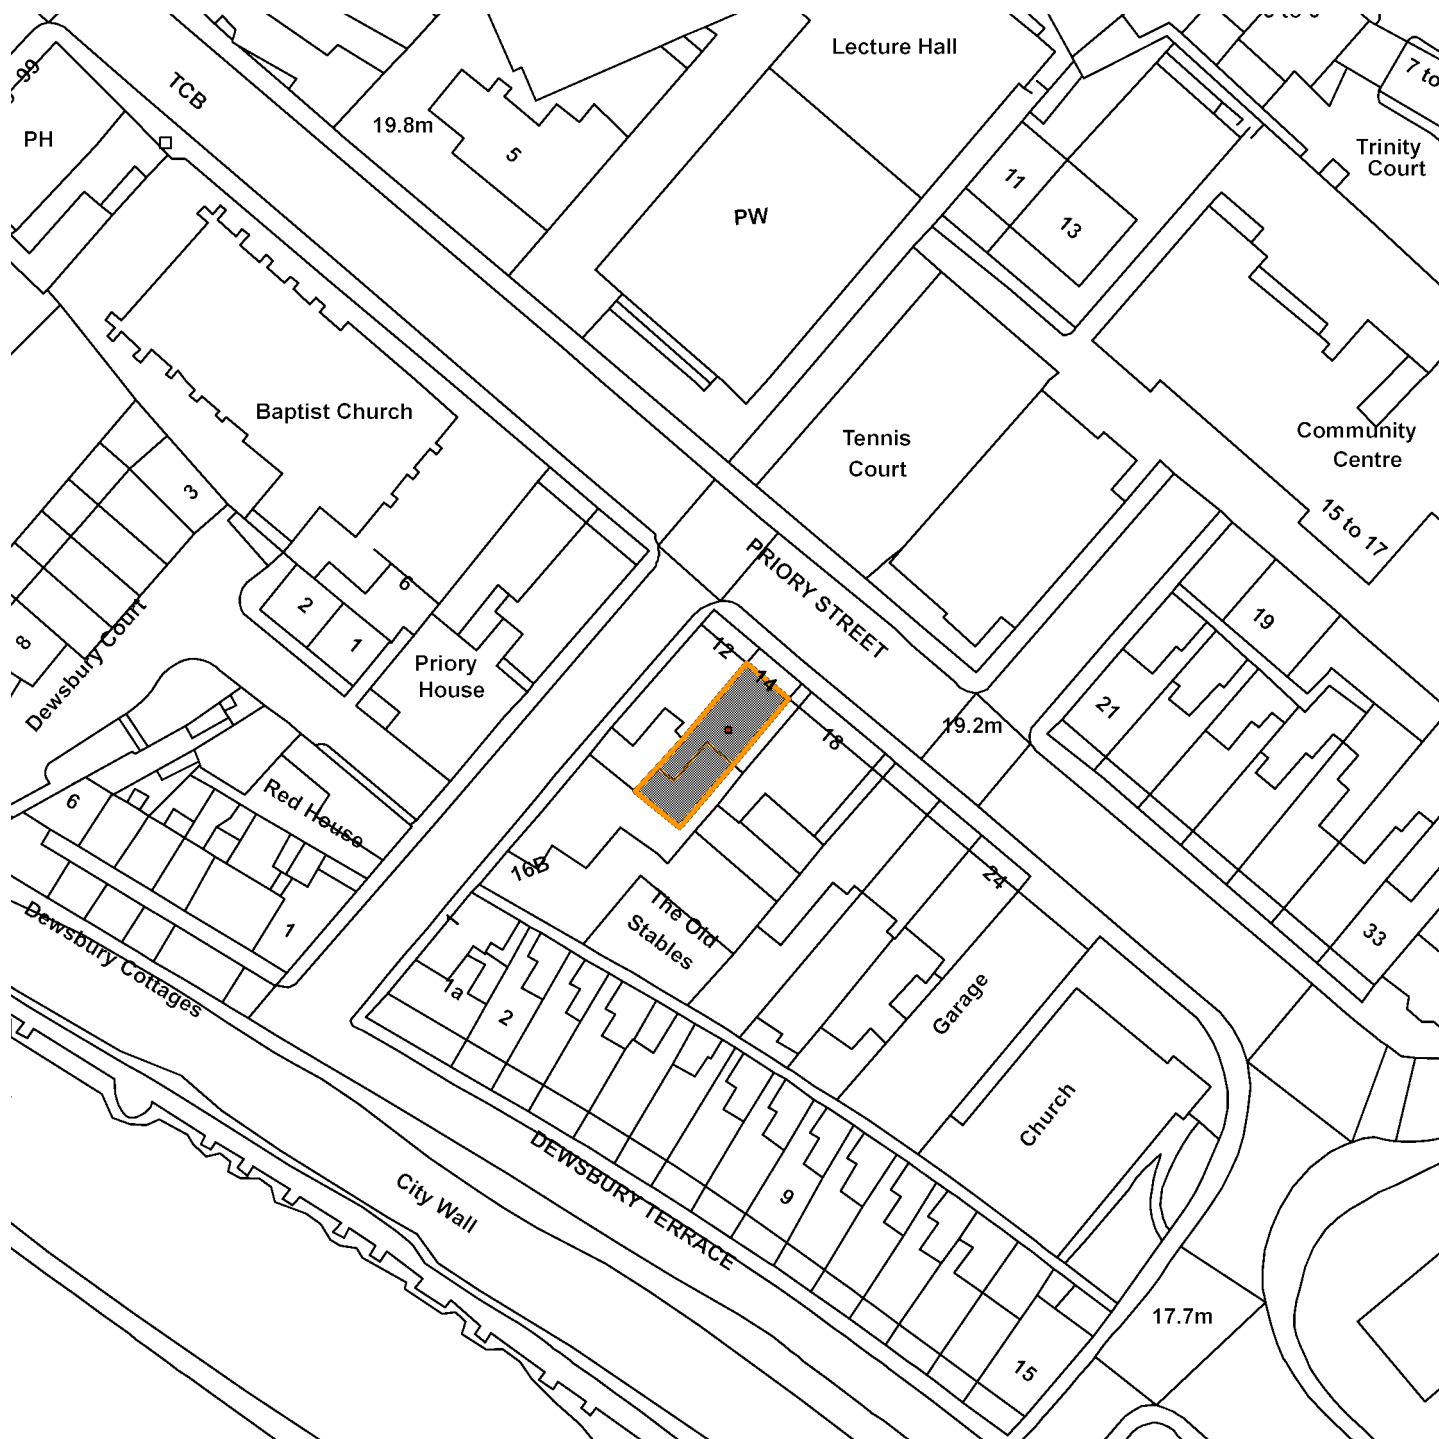 Lecture Hall
99
TCB
PH
19.8m
5
7 to
Trinity
Court
11
13
PW
Baptist Church
Tennis
Court
Community
Centre
15 to 17
3
PRIORY STREET
6
2
1
8
Dewsbury Court
Priory
House
12
14
18
19
21
19.2m
6
Red House
16B
The Old
Stables
24
33
1
Dewsbury Cottages
1a
2
Garage
Church
DEWSBURY TERRACE
City Wall
9
17.7m
15